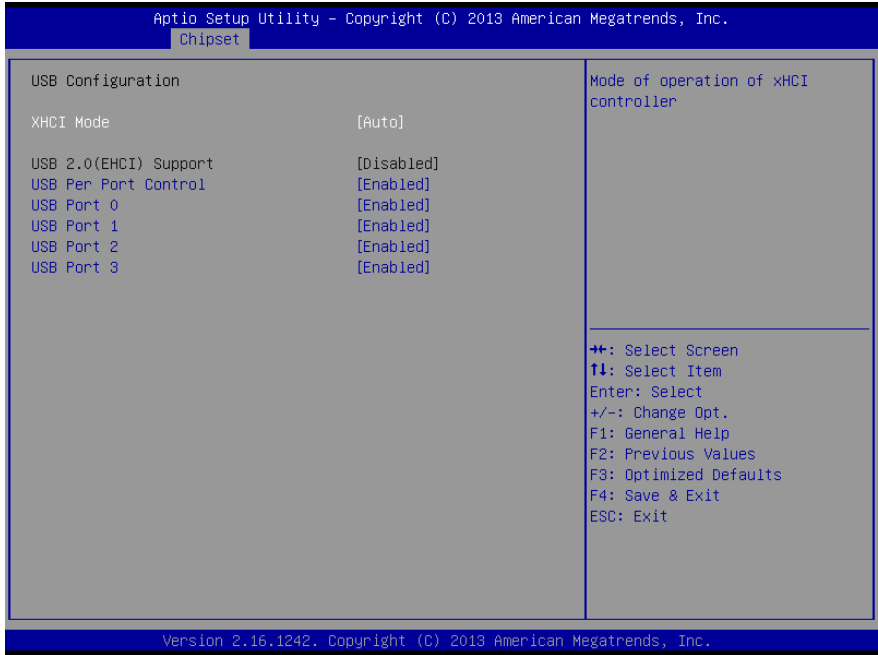 Aptio Setup Utility – Copyright (C) 2013 American Megatrends, Inc.
Chipset
USB Configuration
XHCI Mode [Auto]
USB 2.0(EHCI) Support [Disabled]
USB Per Port Control [Enabled]
USB Port 0 [Enabled]
USB Port 1 [Enabled]
USB Port 2 [Enabled]
USB Port 3 [Enabled]
Mode of operation of xHCI
controller
→←: Select Screen
↑↓: Select Item
Enter: Select
+/-: Change Opt.
F1: General Help
F2: Previous Values
F3: Optimized Defaults
F4: Save & Exit
ESC: Exit
Version 2.16.1242. Copyright (C) 2013 American Megatrends, Inc.